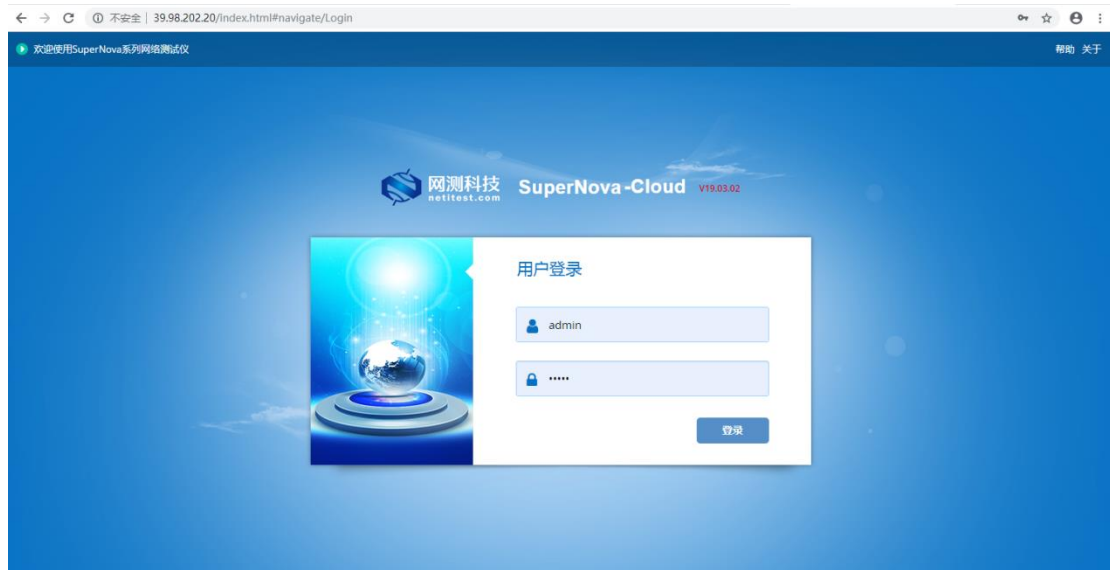 不安全 | 39.98.202.20/index.html#navigate/Login
欢迎使用SuperNova系列网络测试仪
帮助 关于
网测科技 SuperNova-Cloud V19.03.02
netitest.com
用户登录
admin
•••••
登录